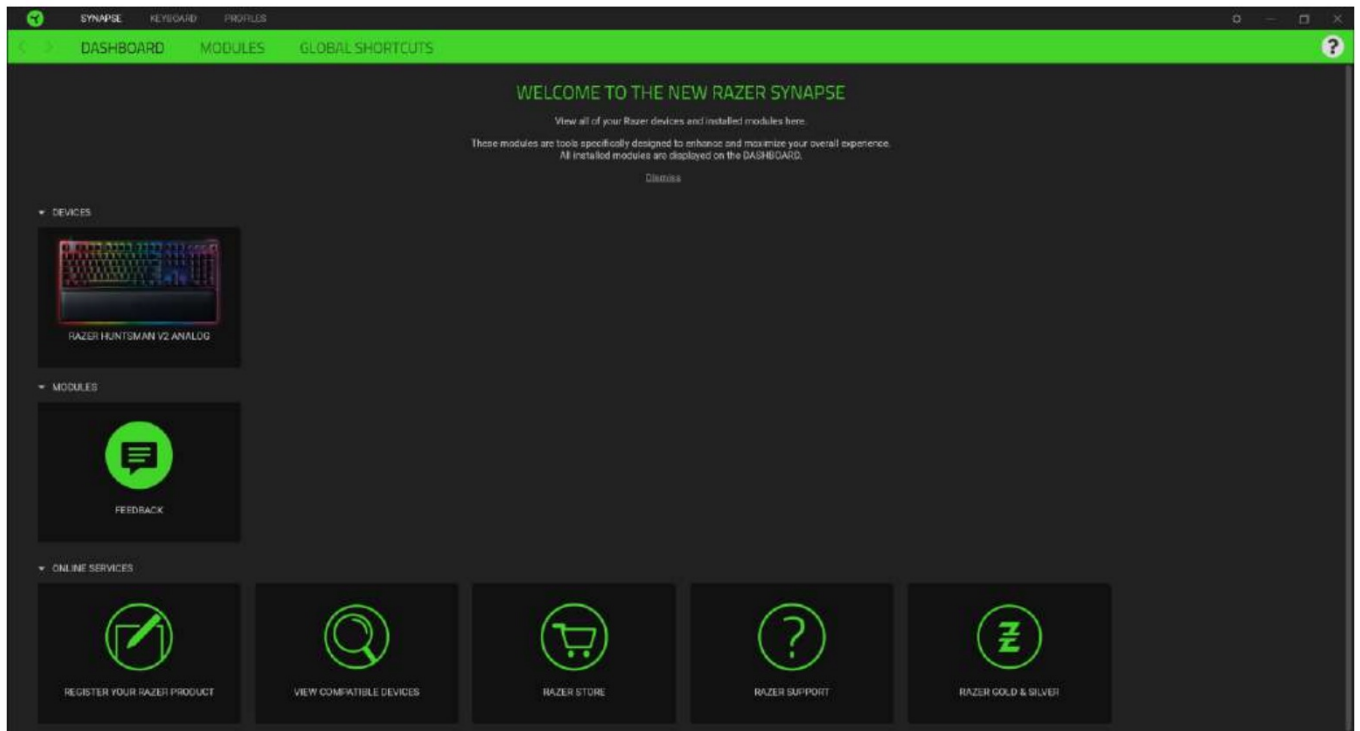 SYNAPSE KEYBOARD PROFILES
DASHBOARD MODULES GLOBAL SHORTCUTS ?
WELCOME TO THE NEW RAZER SYNAPSE
View all of your Razer devices and installed modules here.
These modules are tools specifically designed to enhance and maximize your overall experience.
All installed modules are displayed on the DASHBOARD.
Dismiss
DEVICES
RAZER HUNTSMAN V2 ANALOG
MODULES
FEEDBACK
ONLINE SERVICES
REGISTER YOUR RAZER PRODUCT VIEW COMPATIBLE DEVICES RAZER STORE RAZER SUPPORT RAZER GOLD & SILVER